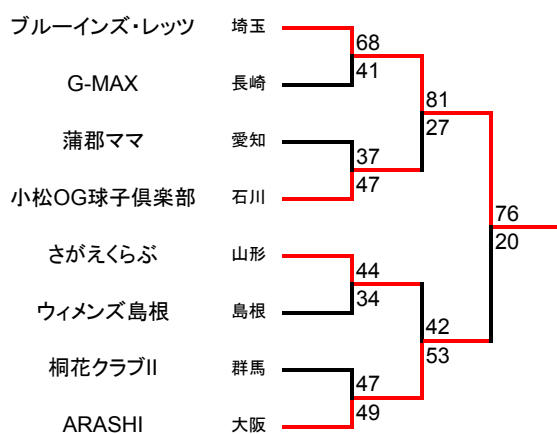 ブルーインズ・レッツ 埼玉
68
G-MAX 長崎
41
81
27
蒲郡ママ 愛知
37
小松OG球子倶楽部 石川
47
76
20
さがえくらぶ 山形
44
ウィメンズ島根 島根
34
42
53
桐花クラブII 群馬
47
ARASHI 大阪
49